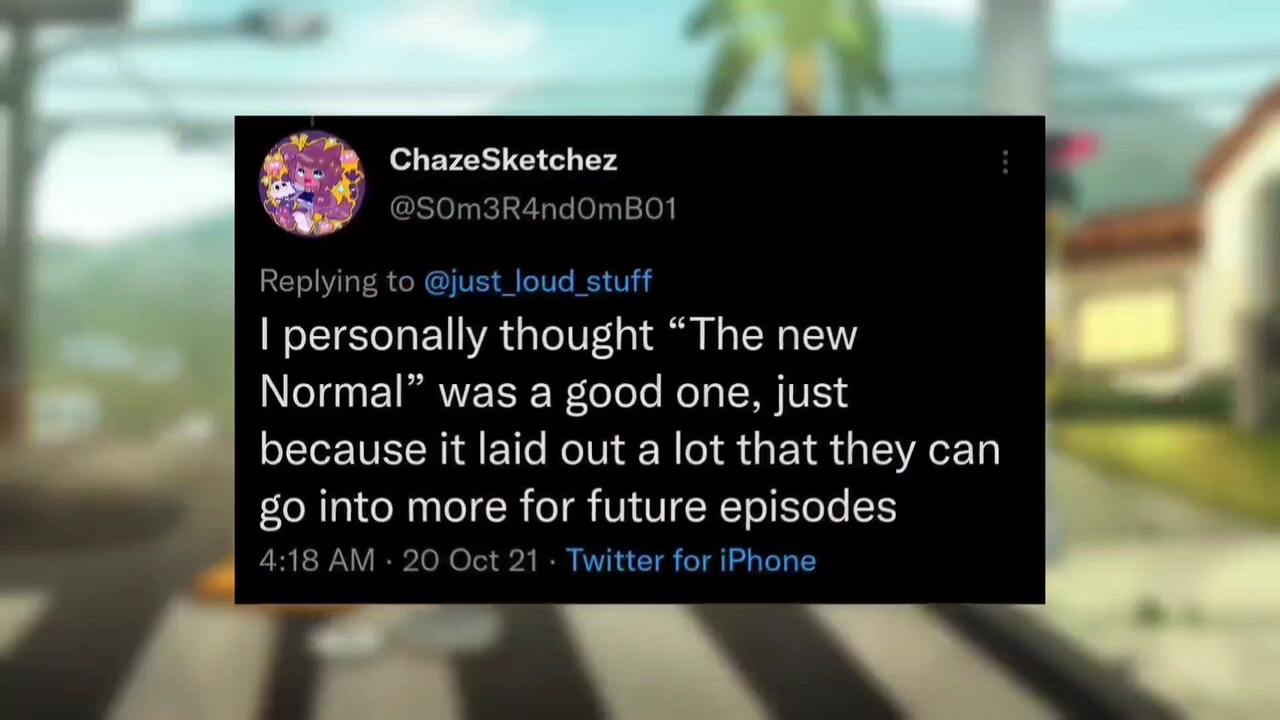 ChazeSketchez
@S0m3R4nd0mB01
Replying to @just_loud_stuff
I personally thought “The new
Normal” was a good one, just
because it laid out a lot that they can
go into more for future episodes
4:18 AM · 20 Oct 21 · Twitter for iPhone